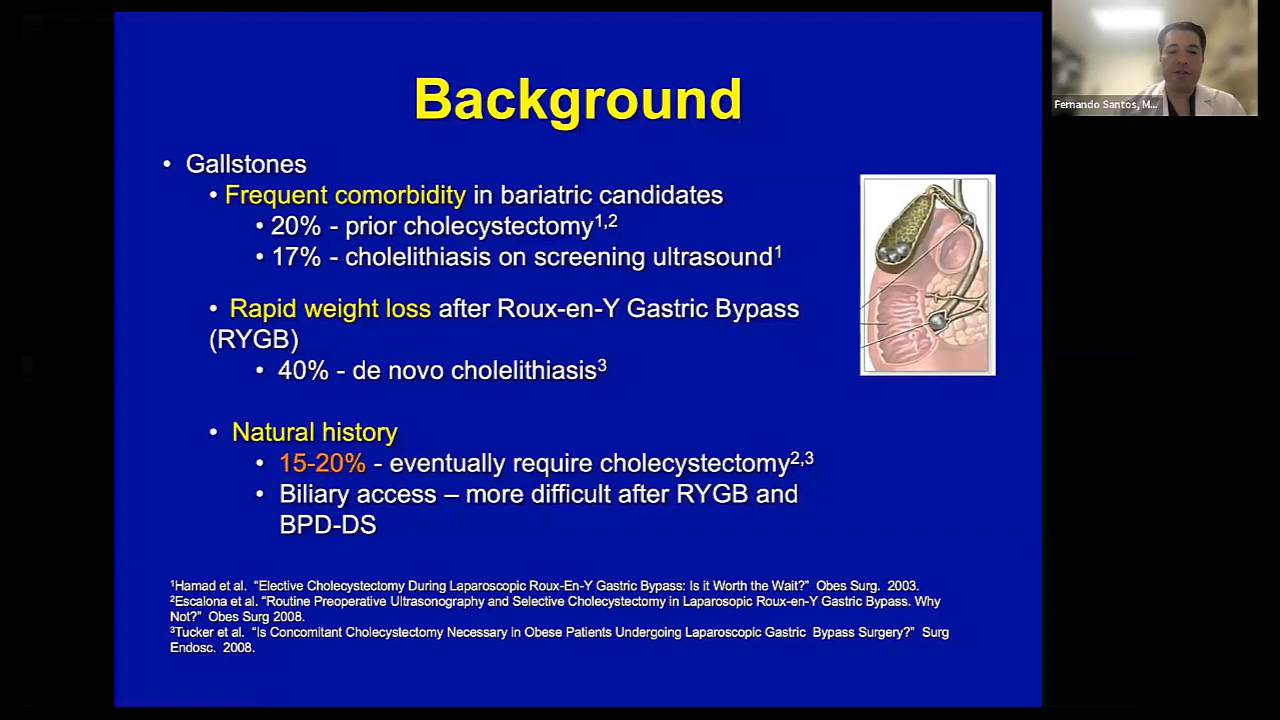 Background
• Gallstones
• Frequent comorbidity in bariatric candidates
• 20% - prior cholecystectomy1,2
• 17% - cholelithiasis on screening ultrasound1
• Rapid weight loss after Roux-en-Y Gastric Bypass
(RYGB)
• 40% - de novo cholelithiasis3
• Natural history
• 15-20% - eventually require cholecystectomy2,3
• Biliary access – more difficult after RYGB and
BPD-DS
1Hamad et al. “Elective Cholecystectomy During Laparoscopic Roux-En-Y Gastric Bypass: Is it Worth the Wait?” Obes Surg. 2003.
2Escalona et al. “Routine Preoperative Ultrasonography and Selective Cholecystectomy in Laparosopic Roux-en-Y Gastric Bypass. Why
Not?” Obes Surg 2008.
3Tucker et al. “Is Concomitant Cholecystectomy Necessary in Obese Patients Undergoing Laparoscopic Gastric Bypass Surgery?” Surg
Endosc. 2008.
Fernando Santos, M...